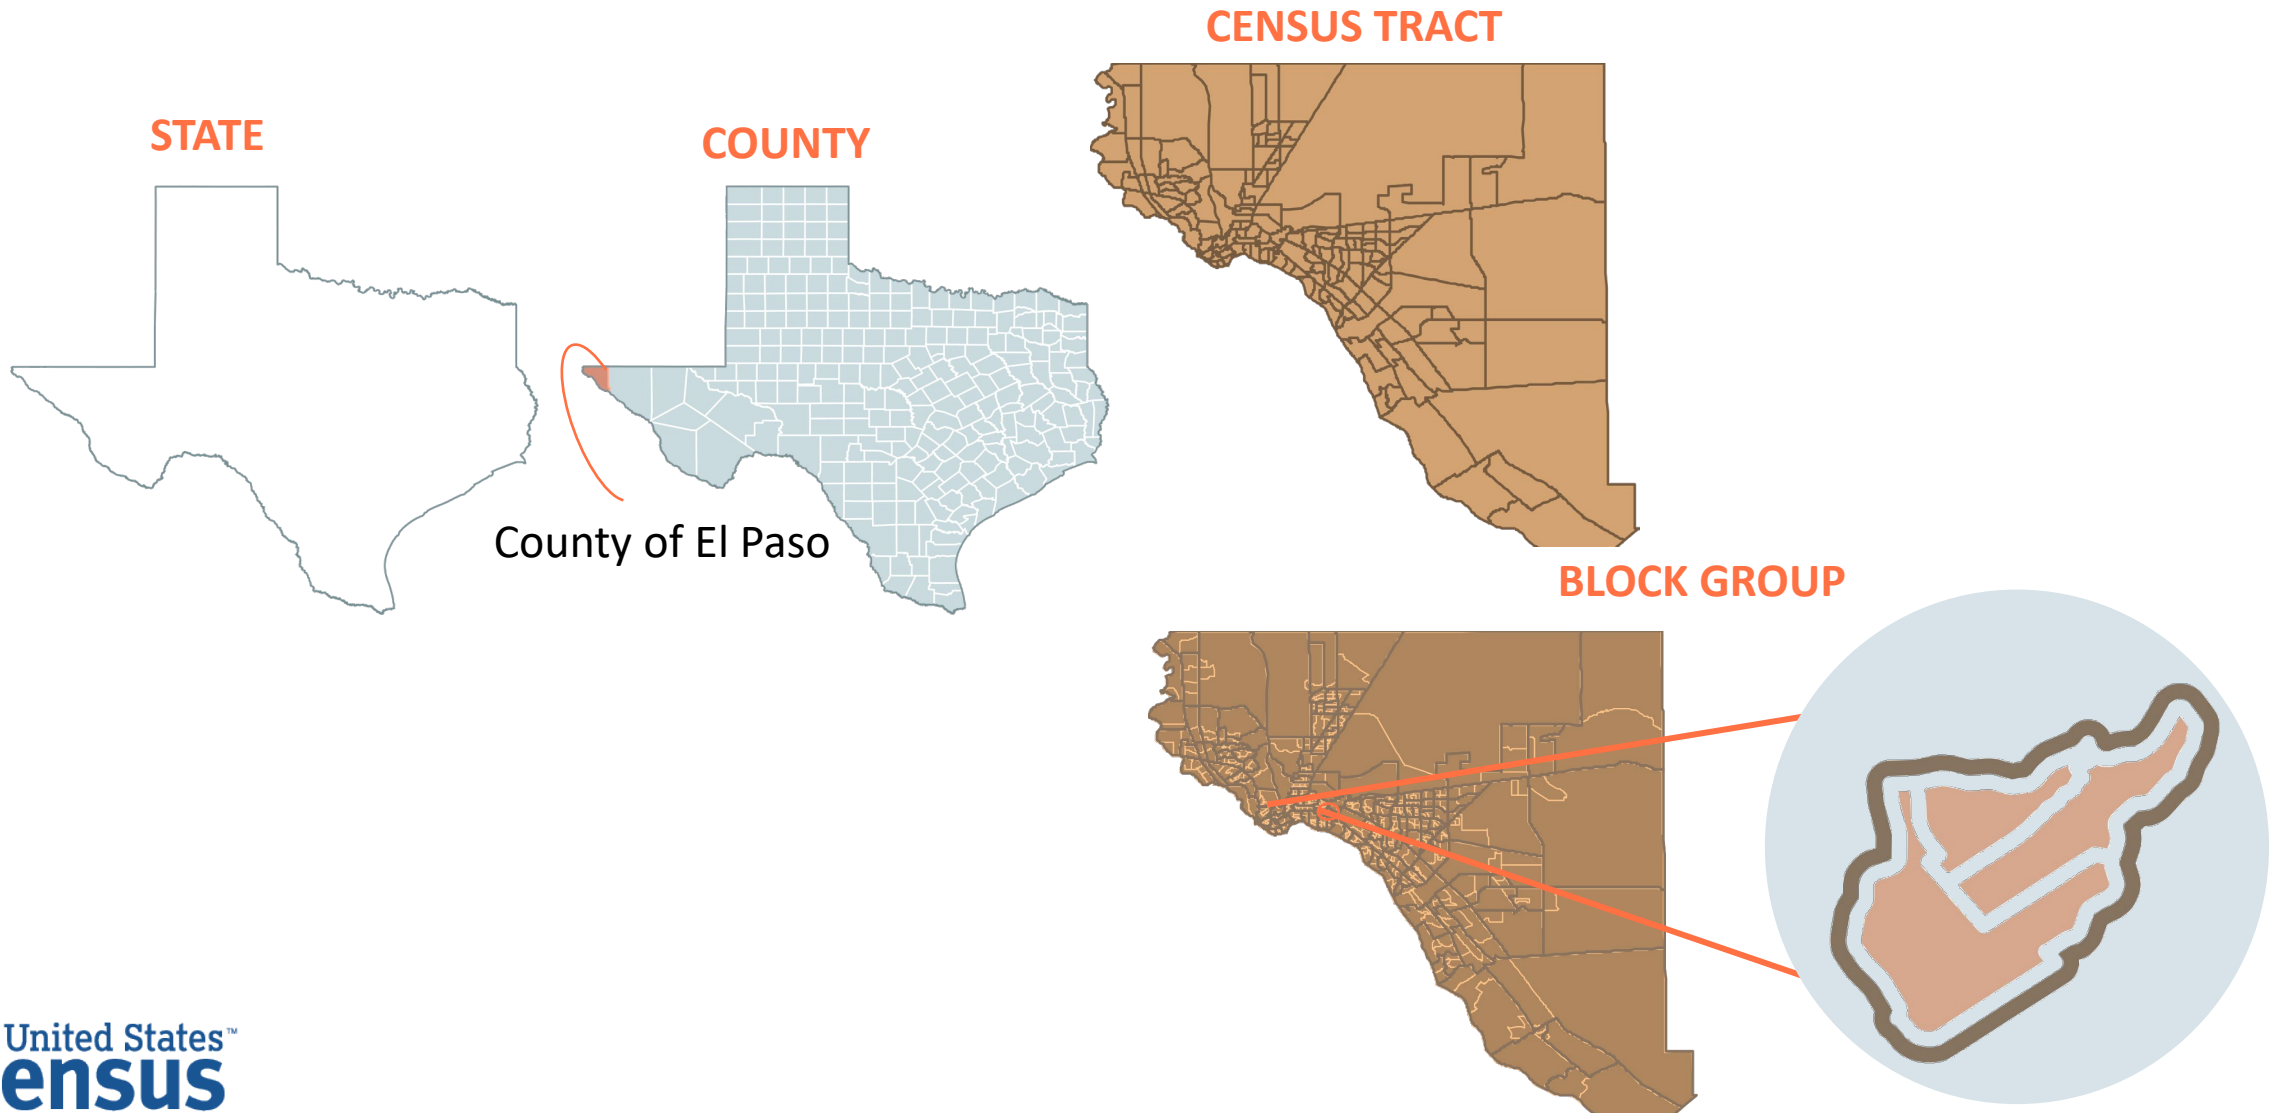 CENSUS TRACT
STATE
COUNTY
County of El Paso
BLOCK GROUP
United States™
ensus